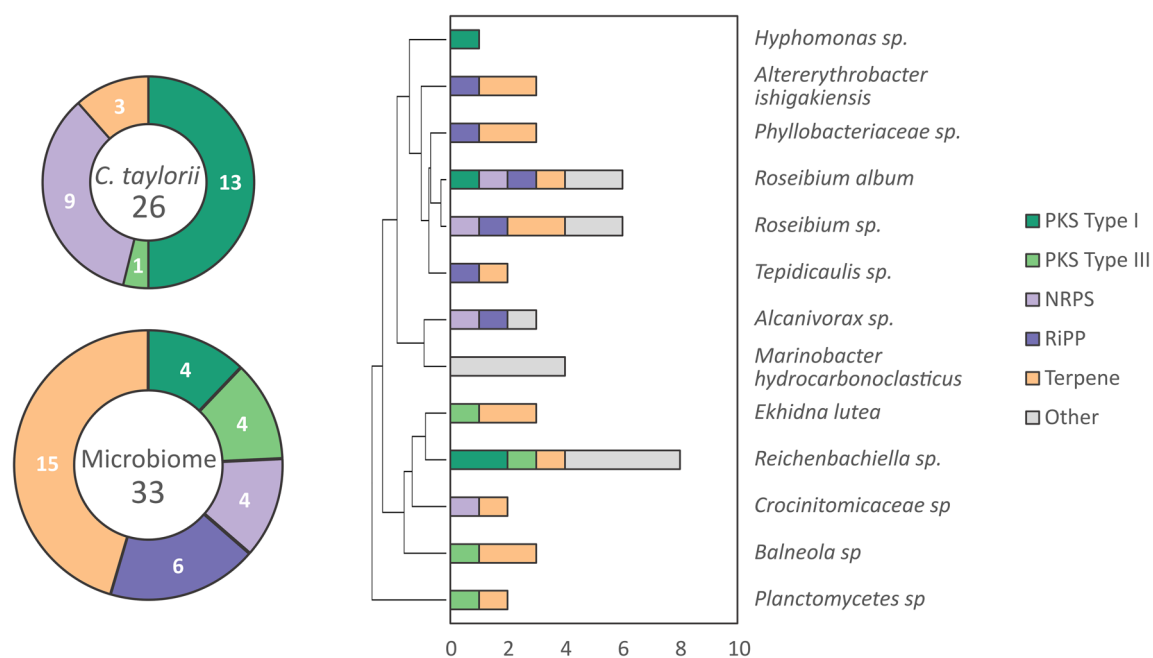 3
13
9
C. taylorii
26
1
4
4
15
Microbiome
33
4
6
Hyphomonas sp.
Altererythrobacter
ishigakiensis
Phyllobacteriaceae sp.
Roseibium album
Roseibium sp.
Tepidicaulis sp.
Alcanivorax sp.
Marinobacter
hydrocarbonoclasticus
Ekhidna lutea
Reichenbachiella sp.
Crocinitomicaceae sp
Balneola sp
Planctomycetes sp
0 2 4 6 8 10
PKS Type I
PKS Type III
NRPS
RiPP
Terpene
Other